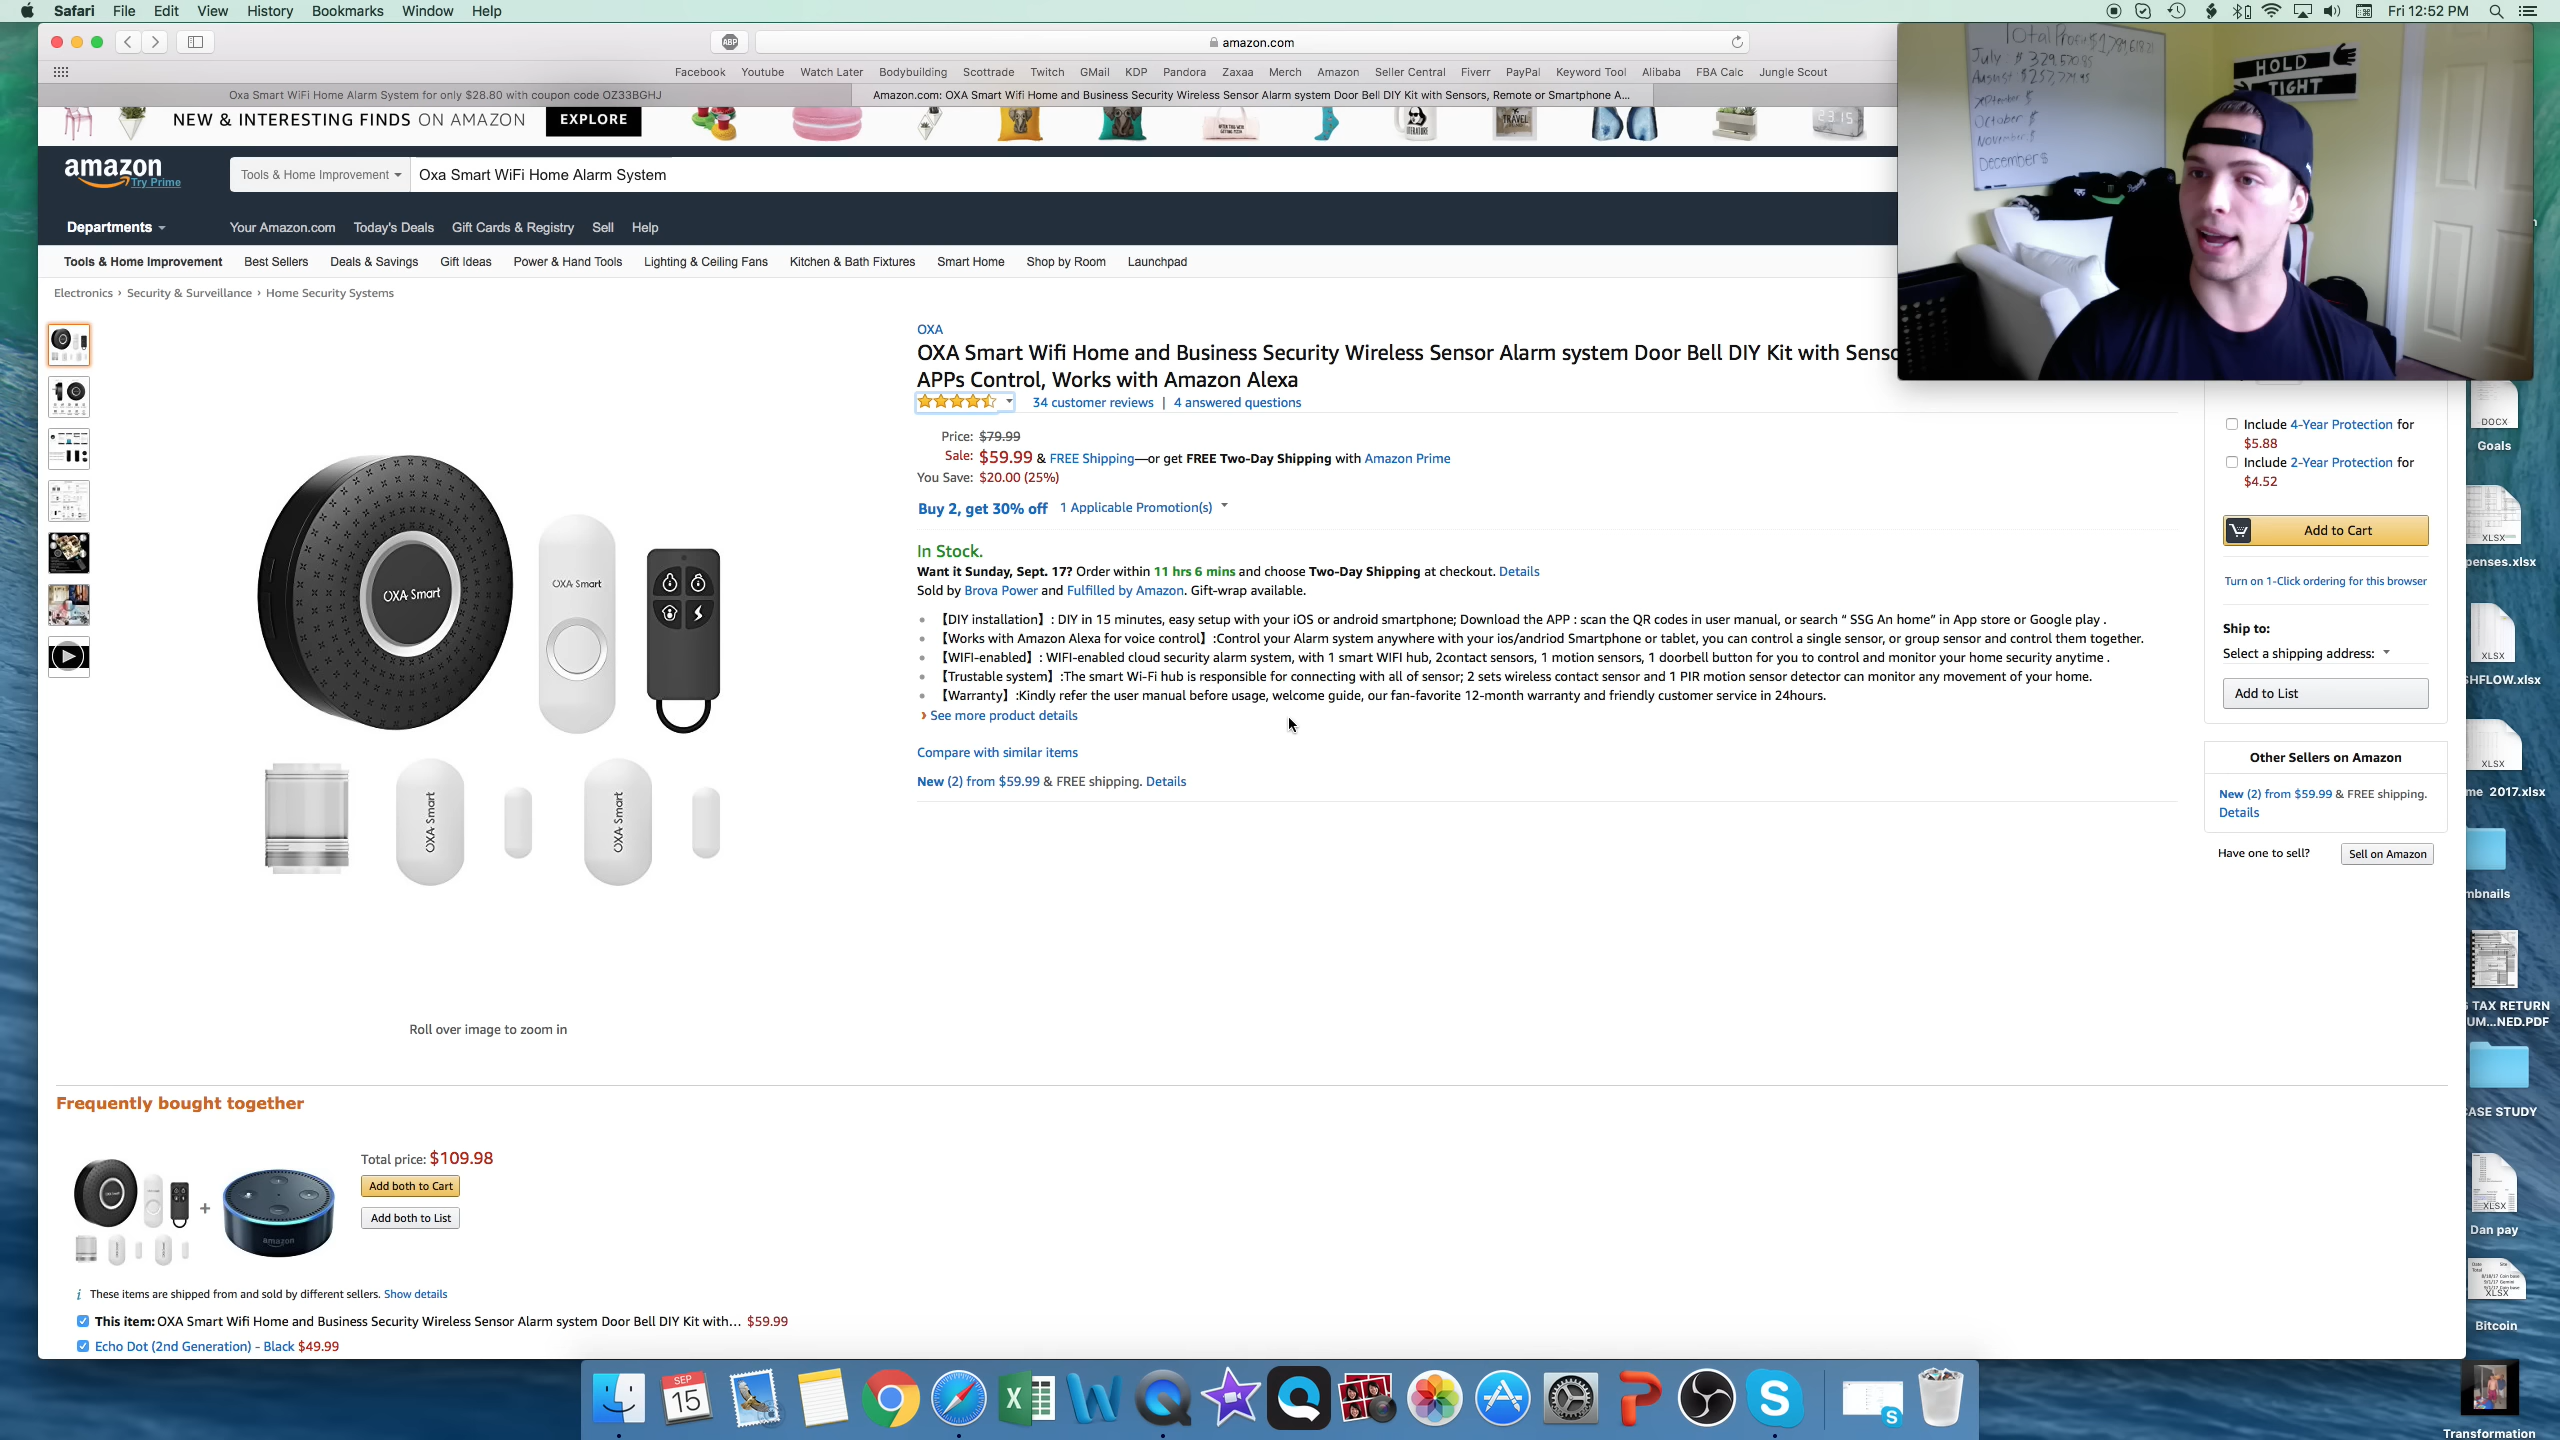 Safari File Edit View History Bookmarks Window Help
Fri 12:52 PM
ABP
amazon.com
Facebook Youtube Watch Later Bodybuilding Scottrade Twitch GMail KDP Pandora Zaxaa Merch Amazon Seller Central Fiverr PayPal Keyword Tool Alibaba FBA Calc Jungle Scout
Oxa Smart WiFi Home Alarm System for only $28.80 with coupon code OZ33BGHJ
Amazon.com: OXA Smart Wifi Home and Business Security Wireless Sensor Alarm system Door Bell DIY Kit with Sensors, Remote or Smartphone A...
NEW & INTERESTING FINDS ON AMAZON EXPLORE
amazon
Try Prime
Tools & Home Improvement
Oxa Smart WiFi Home Alarm System
Departments
Your Amazon.com Today's Deals Gift Cards & Registry Sell Help
Tools & Home Improvement Best Sellers Deals & Savings Gift Ideas Power & Hand Tools Lighting & Ceiling Fans Kitchen & Bath Fixtures Smart Home Shop by Room Launchpad
Electronics › Security & Surveillance › Home Security Systems
July: $
August $
October $
November $
December $
HOLD
TIGHT
OXA
OXA Smart Wifi Home and Business Security Wireless Sensor Alarm system Door Bell DIY Kit with Senso
APPs Control, Works with Amazon Alexa
34 customer reviews | 4 answered questions
Price: $79.99
Sale: $59.99 & FREE Shipping—or get FREE Two-Day Shipping with Amazon Prime
You Save: $20.00 (25%)
Buy 2, get 30% off 1 Applicable Promotion(s)
In Stock.
Want it Sunday, Sept. 17? Order within 11 hrs 6 mins and choose Two-Day Shipping at checkout. Details
Sold by Brova Power and Fulfilled by Amazon. Gift-wrap available.
【DIY installation】: DIY in 15 minutes, easy setup with your iOS or android smartphone; Download the APP : scan the QR codes in user manual, or search “ SSG An home” in App store or Google play .
【Works with Amazon Alexa for voice control】:Control your Alarm system anywhere with your ios/andriod Smartphone or tablet, you can control a single sensor, or group sensor and control them together.
【WIFI-enabled】: WIFI-enabled cloud security alarm system, with 1 smart WIFI hub, 2contact sensors, 1 motion sensors, 1 doorbell button for you to control and monitor your home security anytime .
【Trustable system】:The smart Wi-Fi hub is responsible for connecting with all of sensor; 2 sets wireless contact sensor and 1 PIR motion sensor detector can monitor any movement of your home.
【Warranty】:Kindly refer the user manual before usage, welcome guide, our fan-favorite 12-month warranty and friendly customer service in 24hours.
› See more product details
Compare with similar items
New (2) from $59.99 & FREE shipping. Details
OXA Smart
OXA Smart
OXA Smart
OXA Smart
Roll over image to zoom in
Include 4-Year Protection for
$5.88
Include 2-Year Protection for
$4.52
Add to Cart
Turn on 1-Click ordering for this browser
Ship to:
Select a shipping address:
Add to List
Other Sellers on Amazon
New (2) from $59.99 & FREE shipping.
Details
Have one to sell? Sell on Amazon
Frequently bought together
Total price: $109.98
Add both to Cart
Add both to List
amazon
i These items are shipped from and sold by different sellers. Show details
This item: OXA Smart Wifi Home and Business Security Wireless Sensor Alarm system Door Bell DIY Kit with... $59.99
Echo Dot (2nd Generation) - Black $49.99
DOCX
Goals
XLSX
penses.xlsx
XLSX
SHFLOW.xlsx
XLSX
me 2017.xlsx
mbnails
TAX RETURN
UM...NED.PDF
CASE STUDY
XLSX
Dan pay
XLSX
Bitcoin
Transformation
SEP
15